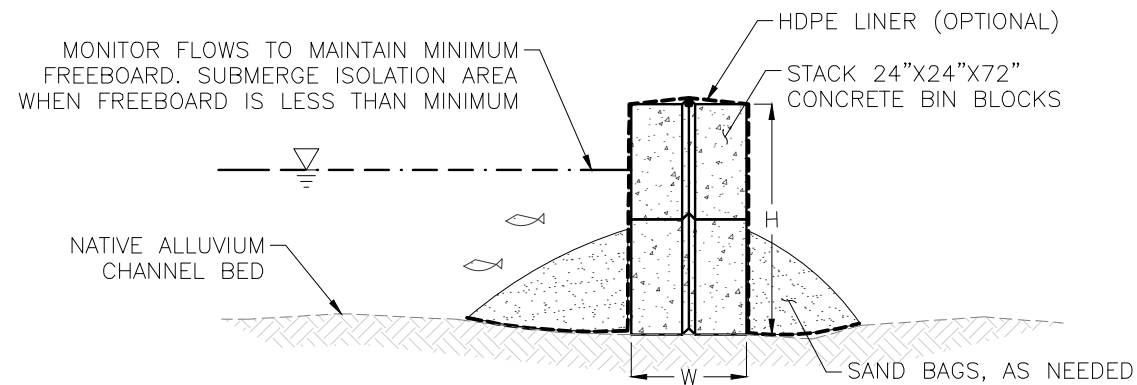 HDPE LINER (OPTIONAL)
MONITOR FLOWS TO MAINTAIN MINIMUM
FREEBOARD. SUBMERGE ISOLATION AREA
WHEN FREEBOARD IS LESS THAN MINIMUM
STACK 24"X24"X72"
CONCRETE BIN BLOCKS
H
NATIVE ALLUVIUM
CHANNEL BED
SAND BAGS, AS NEEDED
W